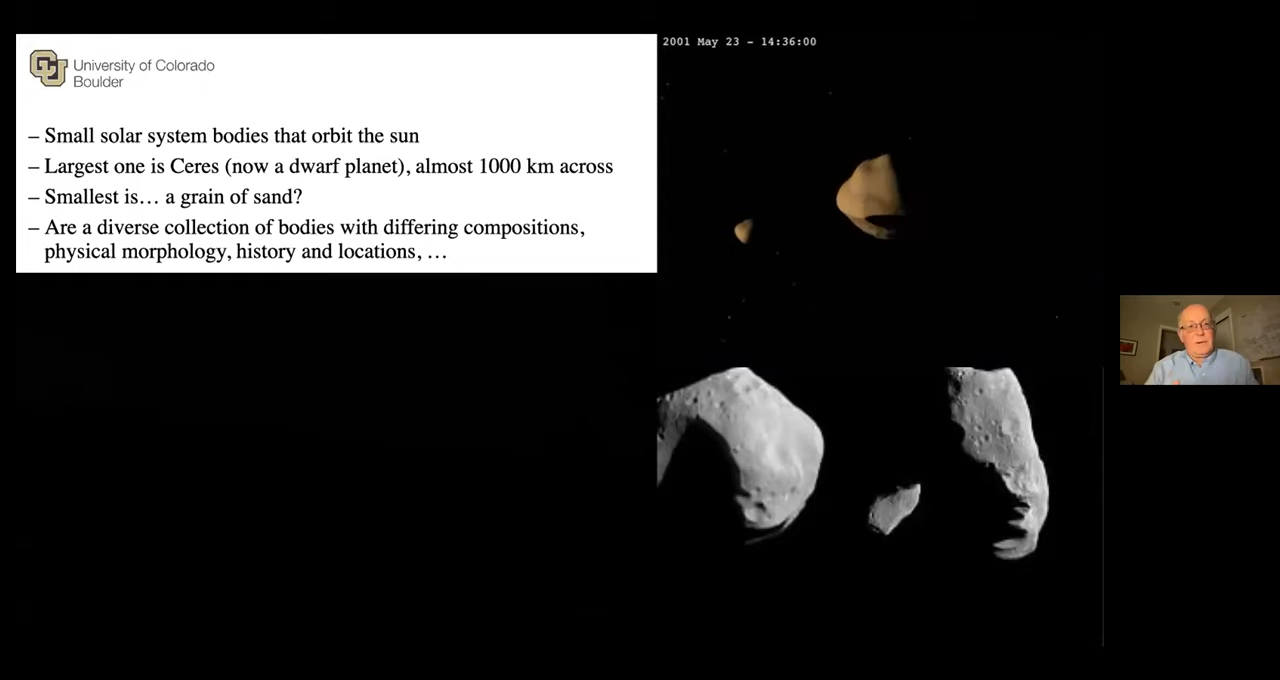 University of Colorado
Boulder
– Small solar system bodies that orbit the sun
– Largest one is Ceres (now a dwarf planet), almost 1000 km across
– Smallest is… a grain of sand?
– Are a diverse collection of bodies with differing compositions,
physical morphology, history and locations, …
2001 May 23 - 14:36:00